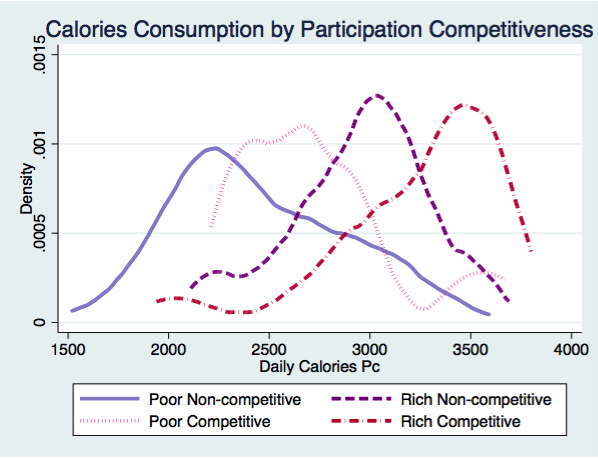 Calories Consumption by Participation Competitiveness
Density
.0015
.001
.0005
0
1500 2000 2500 3000 3500 4000
Daily Calories Pc
Poor Non-competitive Rich Non-competitive
Poor Competitive Rich Competitive